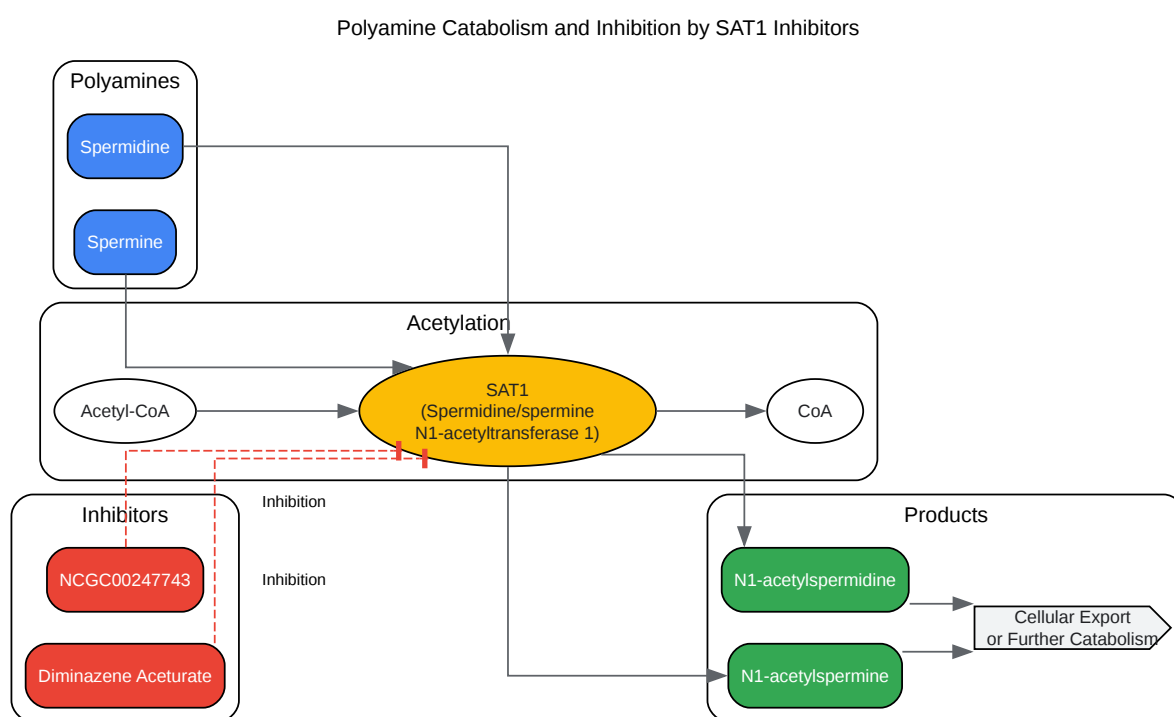 Polyamine Catabolism and Inhibition by SAT1 Inhibitors
Polyamines
Spermidine
Spermine
Acetylation
Acetyl-CoA
SAT1
(Spermidine/spermine
N1-acetyltransferase 1)
CoA
Inhibitors
Inhibition
NCGC00247743
Inhibition
Diminazene Aceturate
Products
N1-acetylspermidine
N1-acetylspermine
Cellular Export
or Further Catabolism